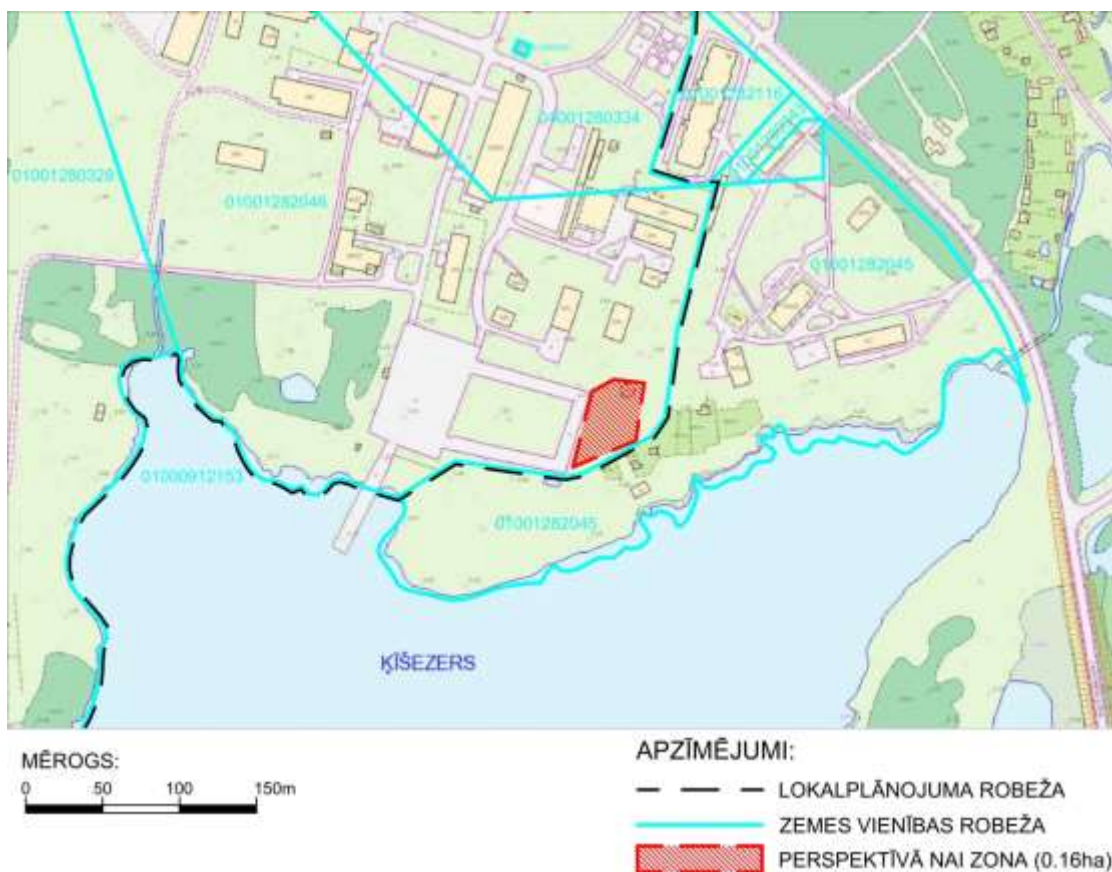 01001282116
01001280334
01001280329
01001282046
01001282045
01000912153
01001282045
ĶĪŠEZERS
MĒROGS:
0 50 100 150m
APZĪMĒJUMI:
LOKALPLĀNOJUMA ROBEŽA
ZEMES VIENĪBAS ROBEŽA
PERSPEKTĪVĀ NAI ZONA (0.16ha)